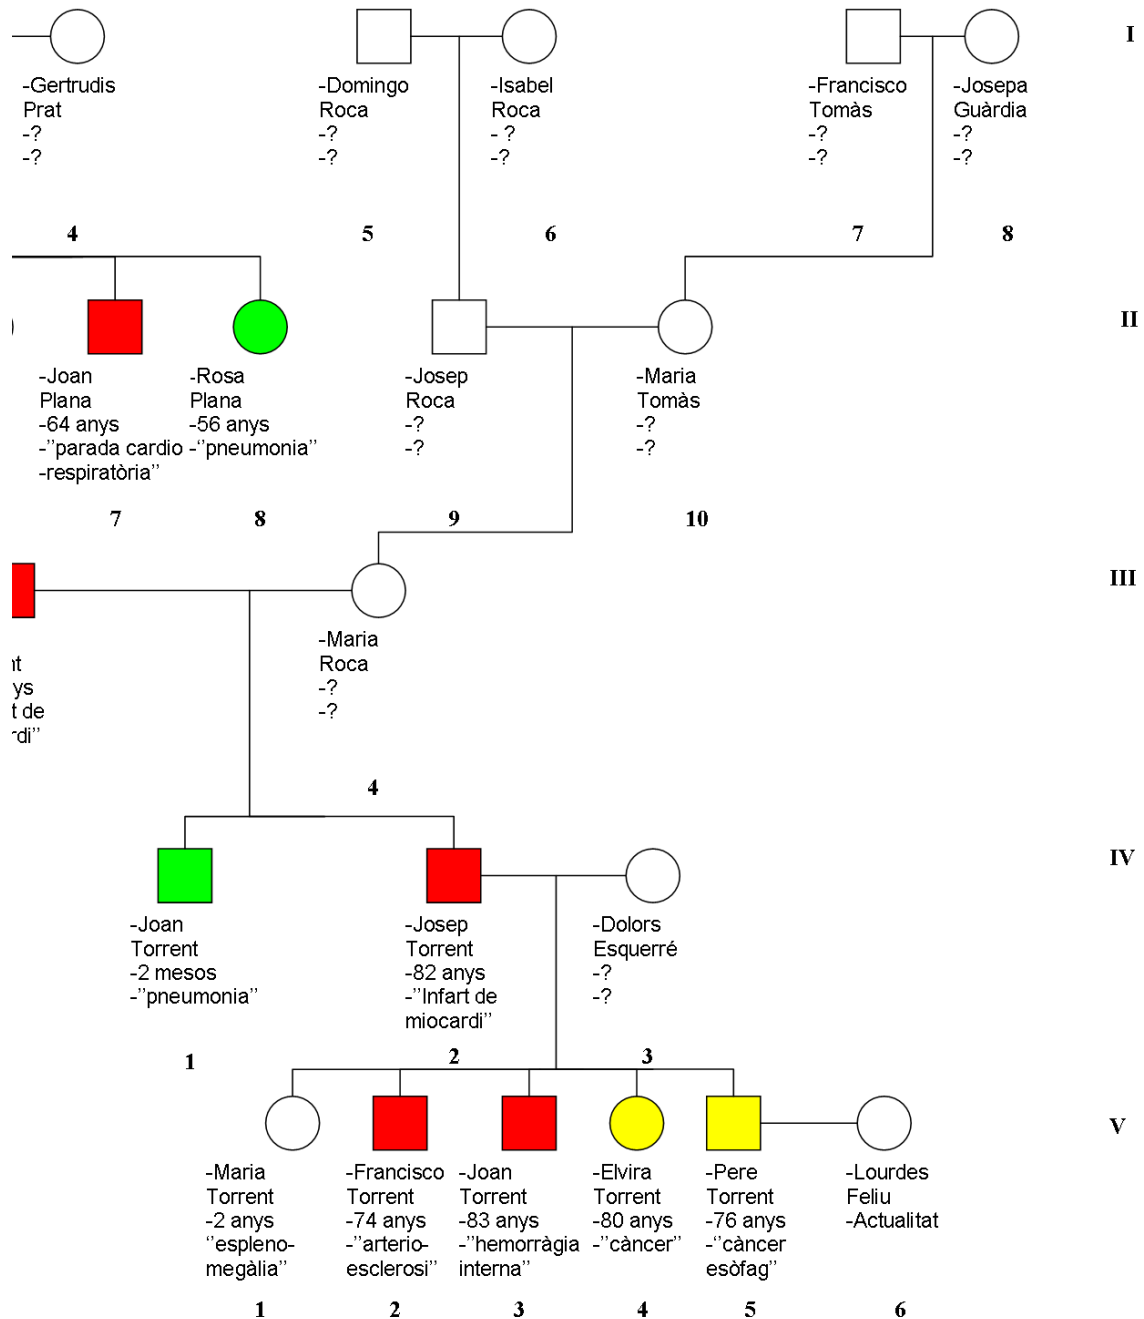 I
-Gertrudis
Prat
-?
-?
-Domingo
Roca
-?
-?
-Isabel
Roca
- ?
-?
-Francisco
Tomàs
-?
-?
-Josepa
Guàrdia
-?
-?
4
5
6
7
8
II
-Joan
Plana
-64 anys
-"parada cardio
-respiratòria"
-Rosa
Plana
-56 anys
-"pneumonia"
-Josep
Roca
-?
-?
-Maria
Tomàs
-?
-?
7
8
9
10
III
nt
ys
t de
rdi"
-Maria
Roca
-?
-?
4
IV
-Joan
Torrent
-2 mesos
-"pneumonia"
-Josep
Torrent
-82 anys
-"Infart de
miocardi"
-Dolors
Esquerré
-?
-?
1
2
3
V
-Maria
Torrent
-2 anys
"espleno-
megàlia"
-Francisco
Torrent
-74 anys
-"arterio-
esclerosi"
-Joan
Torrent
-83 anys
-"hemorràgia
interna"
-Elvira
Torrent
-80 anys
-"càncer"
-Pere
Torrent
-76 anys
-"càncer
esòfag"
-Lourdes
Feliu
-Actualitat
1
2
3
4
5
6